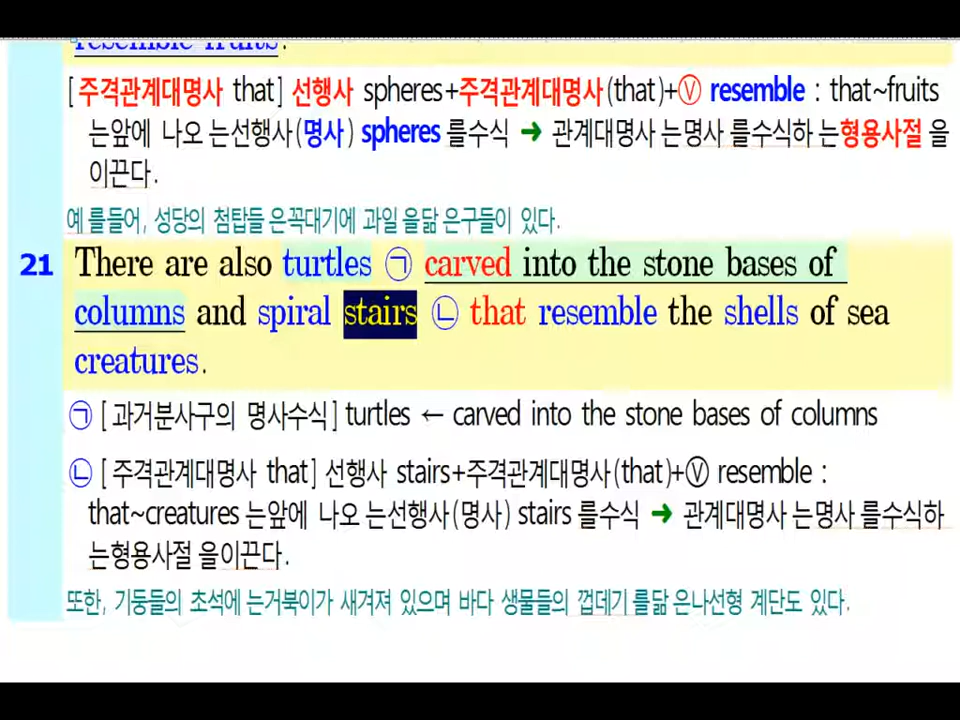 resemble fruits.
[주격관계대명사 that] 선행사 spheres+주격관계대명사(that)+ⓥ resemble : that~fruits
는앞에 나오 는선행사(명사) spheres 를수식 ➜ 관계대명사 는명사 를수식하 는형용사절 을
이끈다.
예 를들어, 성당의 첨탑들 은꼭대기에 과일 을닮 은구들이 있다.
21 There are also turtles ㉠ carved into the stone bases of
columns and spiral stairs ㉡ that resemble the shells of sea
creatures.
㉠ [과거분사구의 명사수식] turtles ← carved into the stone bases of columns
㉡ [주격관계대명사 that] 선행사 stairs+주격관계대명사(that)+Ⓥ resemble :
that~creatures 는앞에 나오 는선행사(명사) stairs 를수식 ➜ 관계대명사 는명사 를수식하
는형용사절 을이끈다.
또한, 기둥들의 초석에 는거북이가 새겨져 있으며 바다 생물들의 껍데기 를닮 은나선형 계단도 있다.